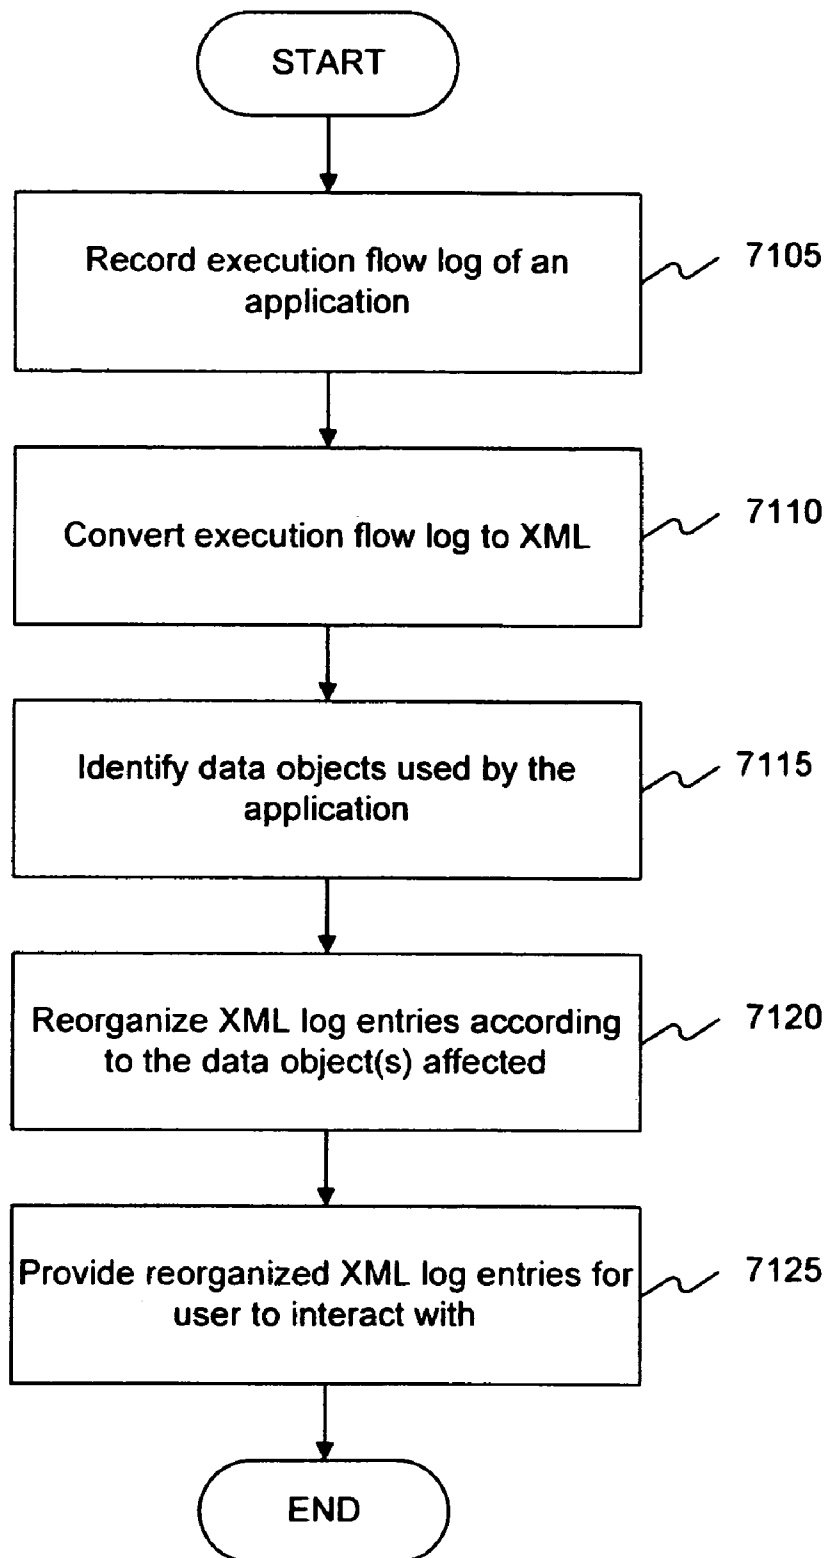 START
Record execution flow log of an
application
7105
Convert execution flow log to XML
7110
Identify data objects used by the
application
7115
Reorganize XML log entries according
to the data object(s) affected
7120
Provide reorganized XML log entries for
user to interact with
7125
END